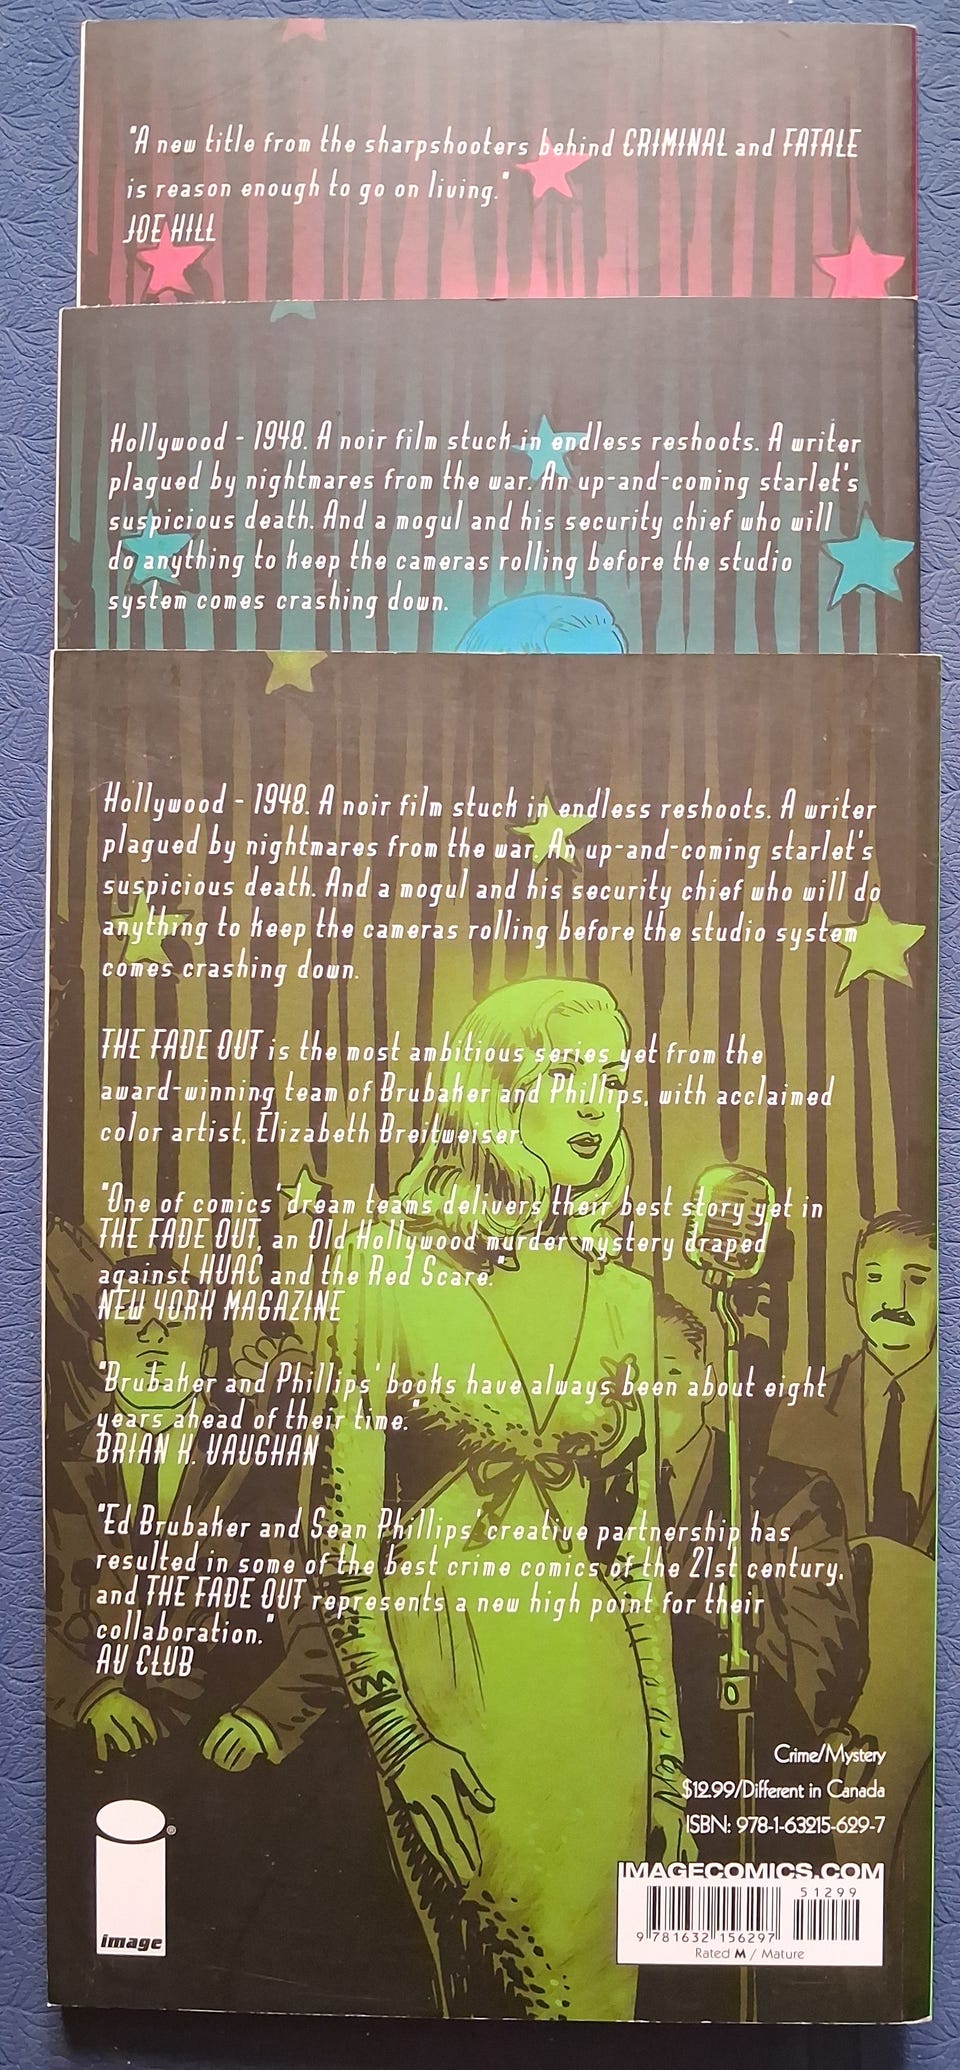 "A new title from the sharpshooters behind CRIMINAL and FATALE
is reason enough to go on living."
JOE HILL
Hollywood - 1948. A noir film stuck in endless reshoots. A writer
plagued by nightmares from the war. An up-and-coming starlet's
suspicious death. And a mogul and his security chief who will
do anything to keep the cameras rolling before the studio
system comes crashing down.
Hollywood - 1948. A noir film stuck in endless reshoots. A writer
plagued by nightmares from the war. An up-and-coming starlet's
suspicious death. And a mogul and his security chief who will do
anything to keep the cameras rolling before the studio system
comes crashing down.
THE FADE OUT is the most ambitious series yet from the
award-winning team of Brubaker and Phillips, with acclaimed
color artist, Elizabeth Breitweiser.
"One of comics' dream teams delivers their best story yet in
THE FADE OUT, an Old Hollywood murder-mystery draped
against HUAC and the Red Scare."
NEW YORK MAGAZINE
"Brubaker and Phillips' books have always been about eight
years ahead of their time."
BRIAN K. VAUGHAN
"Ed Brubaker and Sean Phillips' creative partnership has
resulted in some of the best crime comics of the 21st century,
and THE FADE OUT represents a new high point for their
collaboration."
AV CLUB
Crime/Mystery
$12.99/Different in Canada
ISBN: 978-1-63215-629-7
IMAGECOMICS.COM
51299
9 781632 156297
Rated M / Mature
image